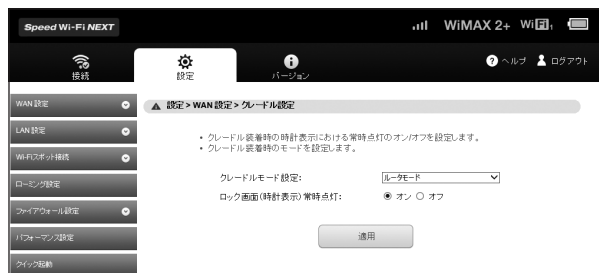 Speed Wi-Fi NEXT
WiMAX 2+ WiFi
接続
設定
バージョン
ヘルプ
ログアウト
WAN 設定
LAN 設定
Wi-Fiスポット接続
ローミング設定
ファイアウォール設定
パフォーマンス設定
クイック起動
設定 > WAN 設定 > クレードル設定
• クレードル装着時の時計表示における常時点灯のオン/オフを設定します。
• クレードル装着時のモードを設定します。
クレードルモード設定: ルータモード
ロック画面(時計表示)常時点灯: オン オフ
適用